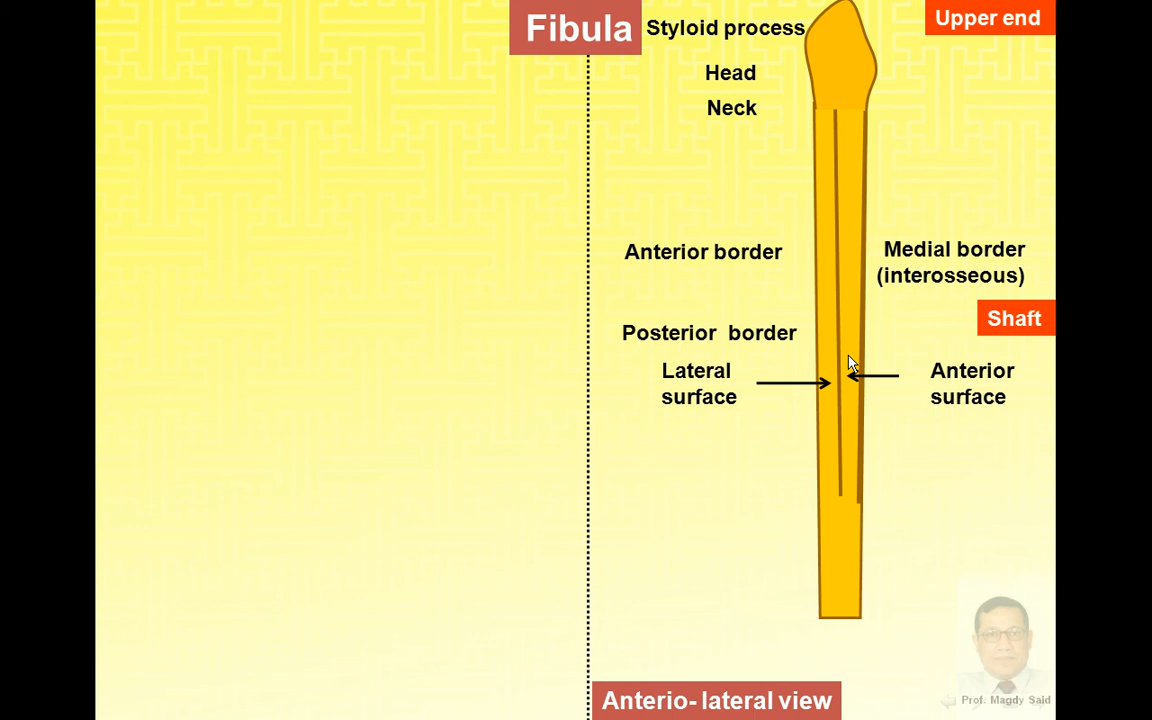 Fibula
Styloid process
Upper end
Head
Neck
Anterior border
Medial border
(interosseous)
Shaft
Posterior border
Lateral
surface
Anterior
surface
Prof. Magdy Said
Anterio- lateral view